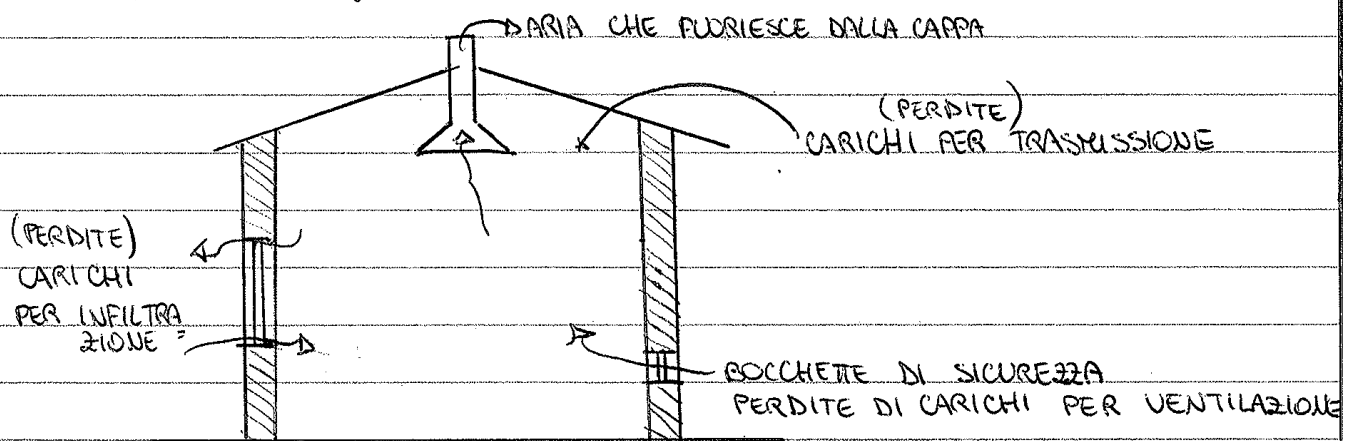 ARIA CHE FUORIESCE DALLA CAPPA
(PERDITE)
CARICHI PER TRASMISSIONE
(PERDITE)
CARICHI
PER INFILTRA
ZIONE =
BOCCHETTE DI SICUREZZA
PERDITE DI CARICHI PER VENTILAZIONE